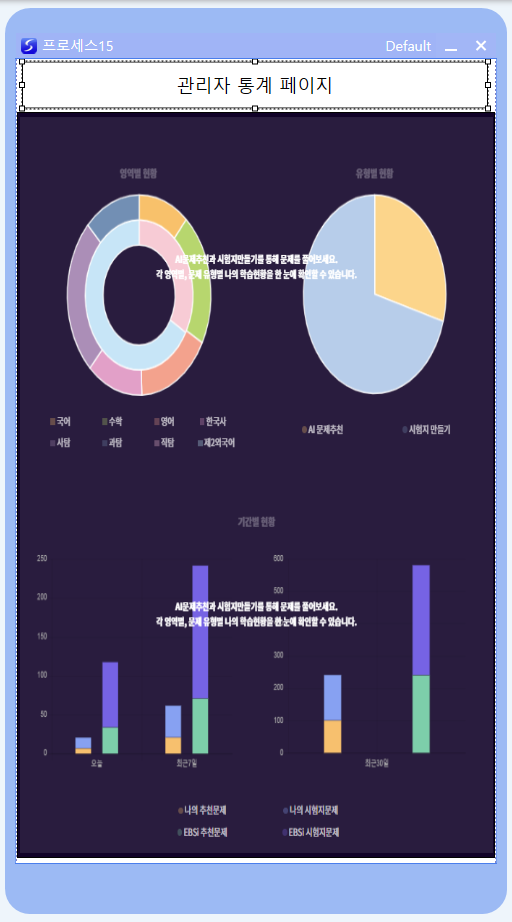 프로세스15 Default
관리자 통계 페이지
영역별 현황 유형별 현황
AI문제추천과 시험지만들기를 통해 문제를 풀어보세요.
각 영역별, 문제 유형별 나의 학습현황을 한 눈에 확인할 수 있습니다.
국어 수학 영어 한국사
사탐 과탐 직탐 제2외국어
AI 문제추천 시험지 만들기
기간별 현황
250 600
200 500
AI문제추천과 시험지만들기를 통해 문제를 풀어보세요.
각 영역별, 문제 유형별 나의 학습현황을 한 눈에 확인할 수 있습니다.
150
100 300
200
50 100
0 0
오늘 최근7일 최근30일
나의 추천문제 나의 시험지문제
EBSi 추천문제 EBSi 시험지문제